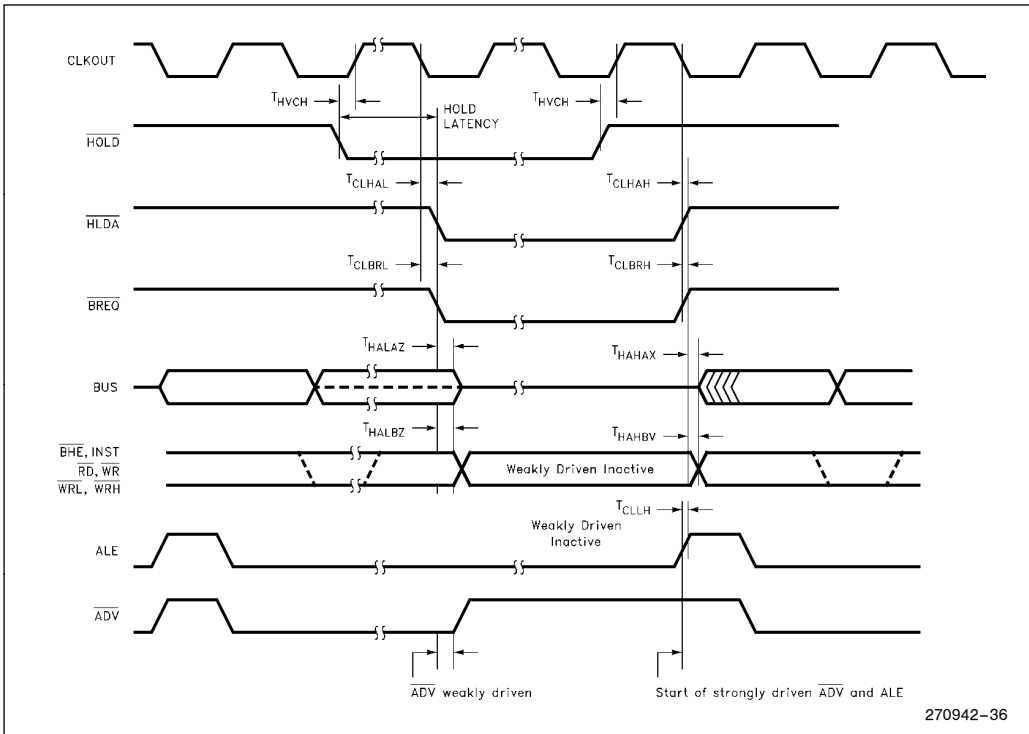 CLKOUT
THVCH
THVCH
HOLD
LATENCY
HOLD
TCLHAL
TCLHAH
HLDA
TCLBRL
TCLBRH
BREQ
THALAZ
THAHAX
BUS
THALBZ
THAHBV
BHE, INST
RD, WR
WRL, WRH
Weakly Driven Inactive
TCLLH
Weakly Driven
Inactive
ALE
ADV
ADV weakly driven
Start of strongly driven ADV and ALE
270942-36